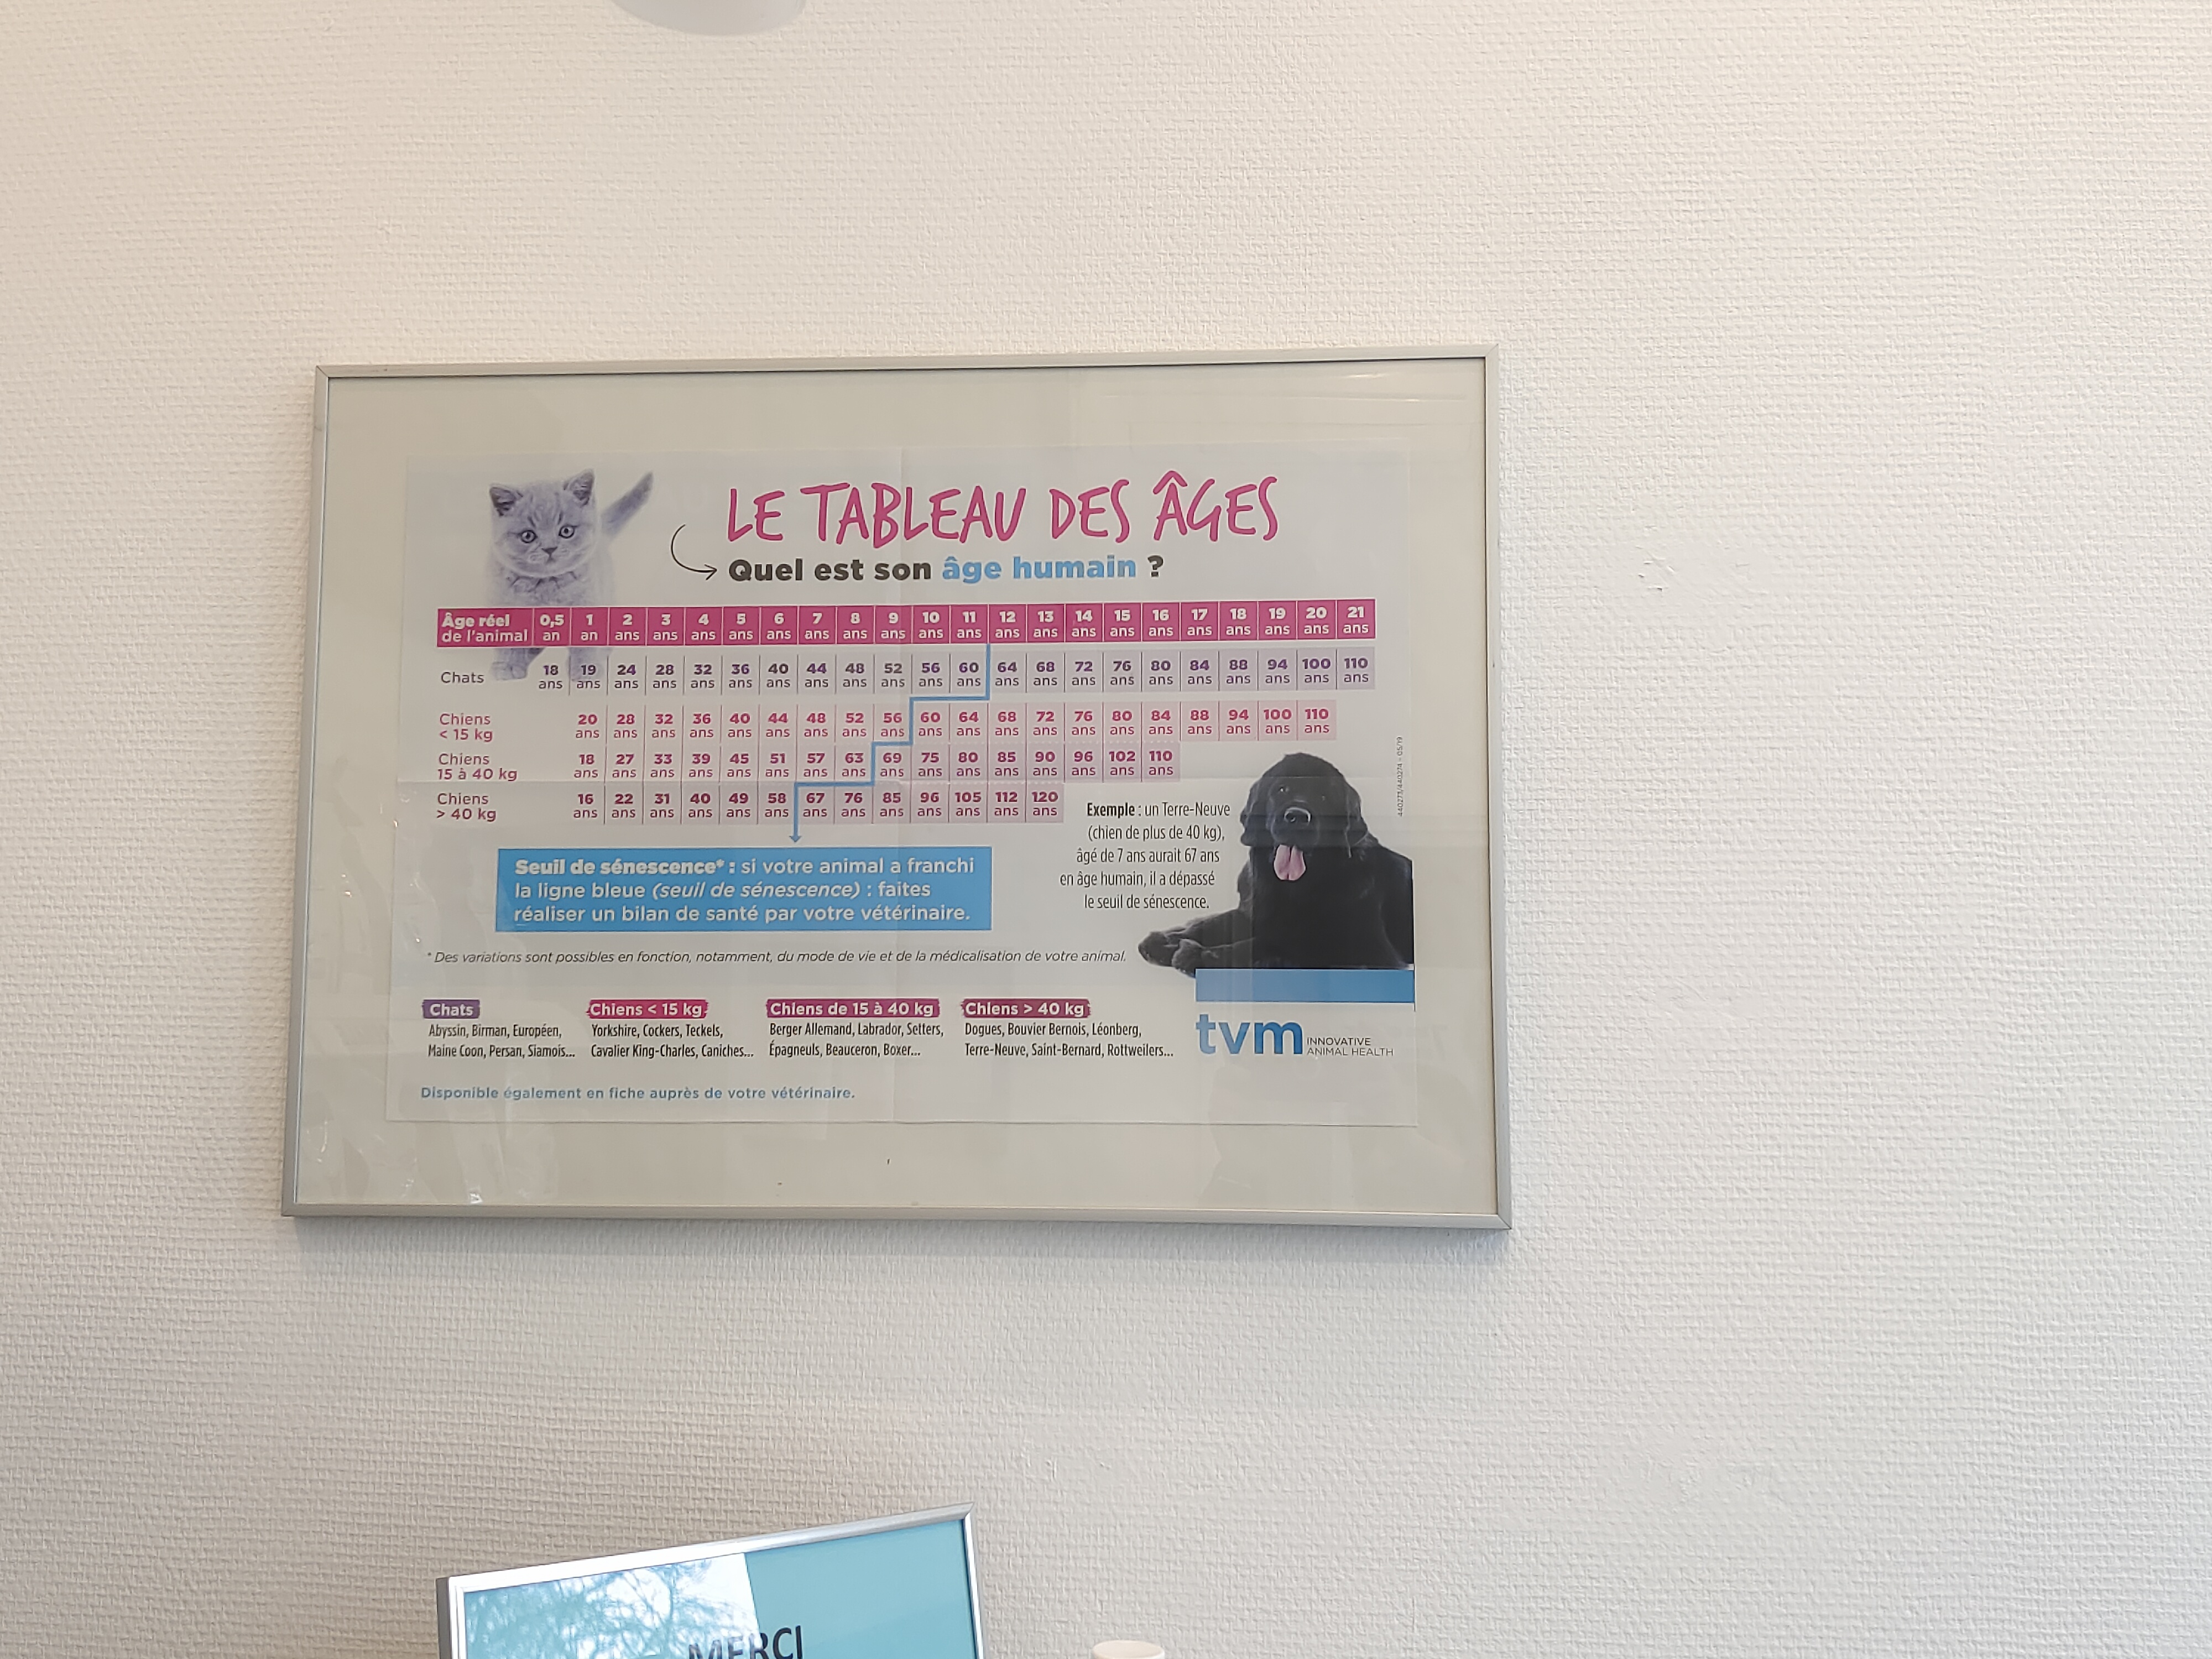 LE TABLEAU DES ÂGES
Quel est son âge humain ?
Âge réel de l'animal 0,5 an 1 an 2 ans 3 ans 4 ans 5 ans 6 ans 7 ans 8 ans 9 ans 10 ans 11 ans 12 ans 13 ans 14 ans 15 ans 16 ans 17 ans 18 ans 19 ans 20 ans 21 ans
Chats 18 ans 19 ans 24 ans 28 ans 32 ans 36 ans 40 ans 44 ans 48 ans 52 ans 56 ans 60 ans 64 ans 68 ans 72 ans 76 ans 80 ans 84 ans 88 ans 94 ans 100 ans 110 ans
Chiens < 15 kg 20 ans 28 ans 32 ans 36 ans 40 ans 44 ans 48 ans 52 ans 56 ans 60 ans 64 ans 68 ans 72 ans 76 ans 80 ans 84 ans 88 ans 94 ans 100 ans 110 ans
Chiens 15 à 40 kg 18 ans 27 ans 33 ans 39 ans 45 ans 51 ans 57 ans 63 ans 69 ans 75 ans 80 ans 85 ans 90 ans 96 ans 102 ans 110 ans
Chiens > 40 kg 16 ans 22 ans 31 ans 40 ans 49 ans 58 ans 67 ans 76 ans 85 ans 96 ans 105 ans 112 ans 120 ans
Exemple : un Terre-Neuve
(chien de plus de 40 kg),
âgé de 7 ans aurait 67 ans
en âge humain, il a dépassé
le seuil de sénescence.
Seuil de sénescence* : si votre animal a franchi
la ligne bleue (seuil de sénescence) : faites
réaliser un bilan de santé par votre vétérinaire.
* Des variations sont possibles en fonction, notamment, du mode de vie et de la médicalisation de votre animal.
Chats
Abyssin, Birman, Européen,
Maine Coon, Persan, Siamois...
Chiens < 15 kg
Yorkshire, Cockers, Teckels,
Cavalier King-Charles, Caniches...
Chiens de 15 à 40 kg
Berger Allemand, Labrador, Setters,
Épagneuls, Beauceron, Boxer...
Chiens > 40 kg
Dogues, Bouvier Bernois, Léonberg,
Terre-Neuve, Saint-Bernard, Rottweilers...
tvm INNOVATIVE
ANIMAL HEALTH
Disponible également en fiche auprès de votre vétérinaire.
MERCI